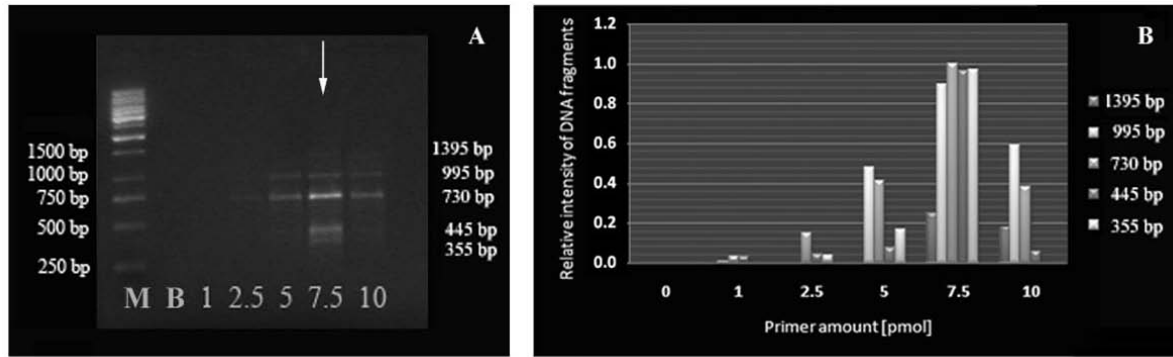 A
1500 bp
1000 bp
750 bp
500 bp
250 bp
1395 bp
995 bp
730 bp
445 bp
355 bp
M B 1 2.5 5 7.5 10
B
Relative intensity of DNA fragments
1.2
1.0
0.8
0.6
0.4
0.2
0.0
0 1 2.5 5 7.5 10
Primer amount [pmol]
1395 bp
995 bp
730 bp
445 bp
355 bp